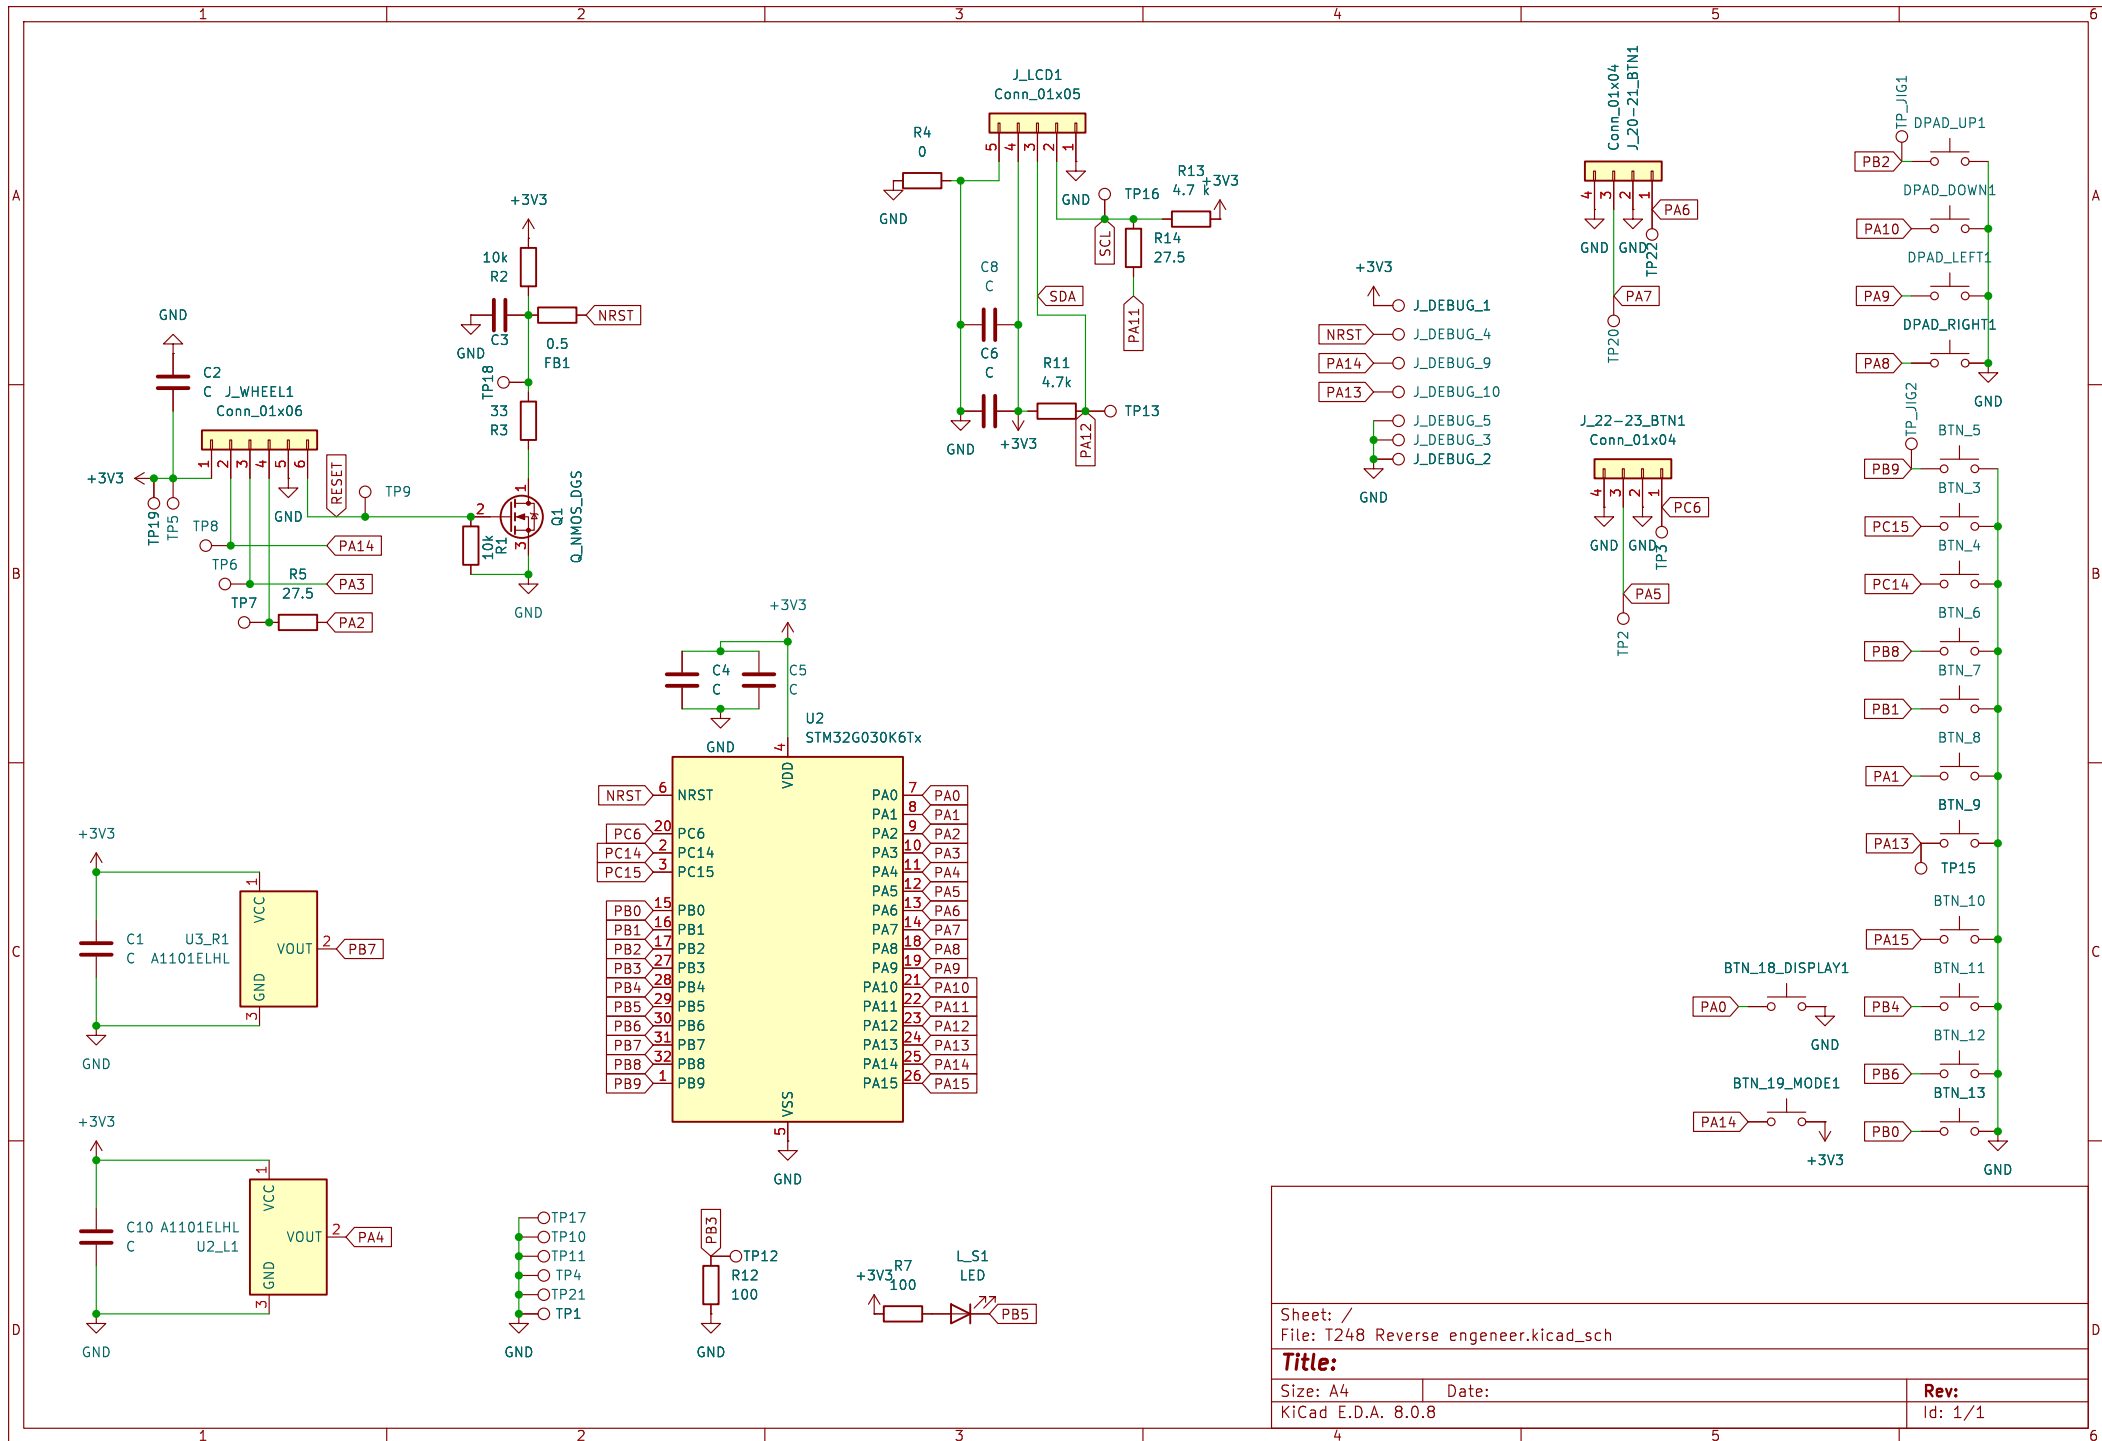 1 2 3 4 5 6
A
B
C
D
A
B
C
D
1 2 3 4 5 6
GND
C2
C
J_WHEEL1
Conn_01x06
+3V3
1 2 3 4 5 6
TP19
TP5
GND
RESET
TP9
TP8
PA14
TP6
PA3
R5
27.5
TP7
PA2
+3V3
10k
R2
C3
GND
NRST
0.5
FB1
TP18
33
R3
1
2
3
Q1
Q_NMOS_DGS
10k
R1
GND
J_LCD1
Conn_01x05
5 4 3 2 1
R4
0
GND
GND
TP16
R13
4.7 k
+3V3
SCL
R14
27.5
PA11
C8
C
SDA
C6
C
R11
4.7k
TP13
PA12
GND
+3V3
+3V3
J_DEBUG_1
NRST
J_DEBUG_4
PA14
J_DEBUG_9
PA13
J_DEBUG_10
J_DEBUG_5
J_DEBUG_3
J_DEBUG_2
GND
Conn_01x04
J_20-21_BTN1
4 3 2 1
PA6
GND
GND
TP22
PA7
TP20
J_22-23_BTN1
Conn_01x04
4 3 2 1
PC6
GND
GND
TP3
PA5
TP2
TP_JIG1
DPAD_UP1
PB2
DPAD_DOWN1
PA10
DPAD_LEFT1
PA9
DPAD_RIGHT1
PA8
GND
TP_JIG2
BTN_5
PB9
BTN_3
PC15
BTN_4
PC14
BTN_6
PB8
BTN_7
PB1
BTN_8
PA1
BTN_9
PA13
TP15
BTN_10
PA15
BTN_11
PB4
BTN_12
PB6
BTN_13
PB0
GND
BTN_18_DISPLAY1
PA0
GND
BTN_19_MODE1
PA14
+3V3
+3V3
C4
C
C5
C
GND
U2
STM32G030K6Tx
4
VDD
NRST 6 NRST
PC6 20 PC6
PC14 2 PC14
PC15 3 PC15
PB0 15 PB0
PB1 16 PB1
PB2 17 PB2
PB3 27 PB3
PB4 28 PB4
PB5 29 PB5
PB6 30 PB6
PB7 31 PB7
PB8 32 PB8
PB9 1 PB9
PA0 7 PA0
PA1 8 PA1
PA2 9 PA2
PA3 10 PA3
PA4 11 PA4
PA5 12 PA5
PA6 13 PA6
PA7 14 PA7
PA8 18 PA8
PA9 19 PA9
PA10 21 PA10
PA11 22 PA11
PA12 23 PA12
PA13 24 PA13
PA14 25 PA14
PA15 26 PA15
VSS
5
GND
+3V3
C1
C
U3_R1
A1101ELHL
1
VCC
VOUT 2 PB7
GND
3
GND
+3V3
C10
C
A1101ELHL
U2_L1
1
VCC
VOUT 2 PA4
GND
3
GND
TP17
TP10
TP11
TP4
TP21
TP1
GND
PB3
TP12
R12
100
GND
+3V3
R7
100
L_S1
LED
PB5
Sheet: /
File: T248 Reverse engeneer.kicad_sch
Title:
Size: A4 Date: Rev:
KiCad E.D.A. 8.0.8 Id: 1/1